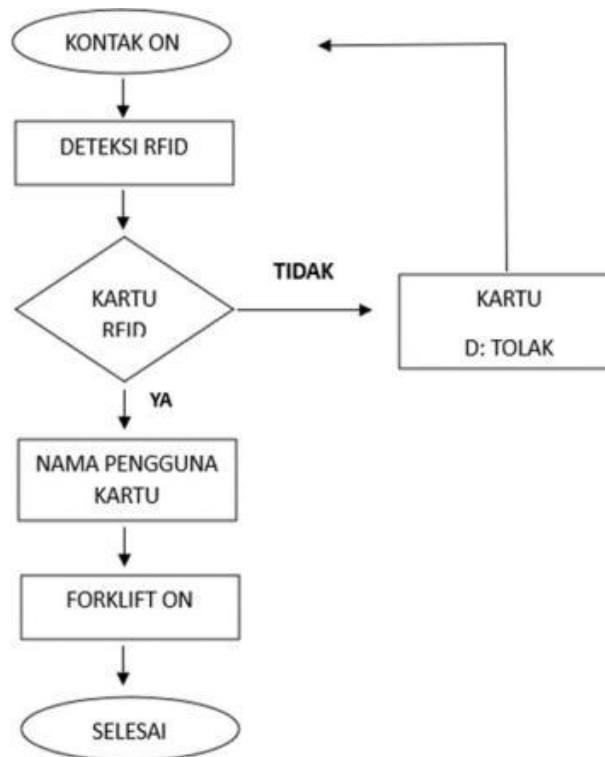 KONTAK ON
DETEKSI RFID
KARTU
RFID
TIDAK
KARTU
D: TOLAK
YA
NAMA PENGGUNA
KARTU
FORKLIFT ON
SELESAI